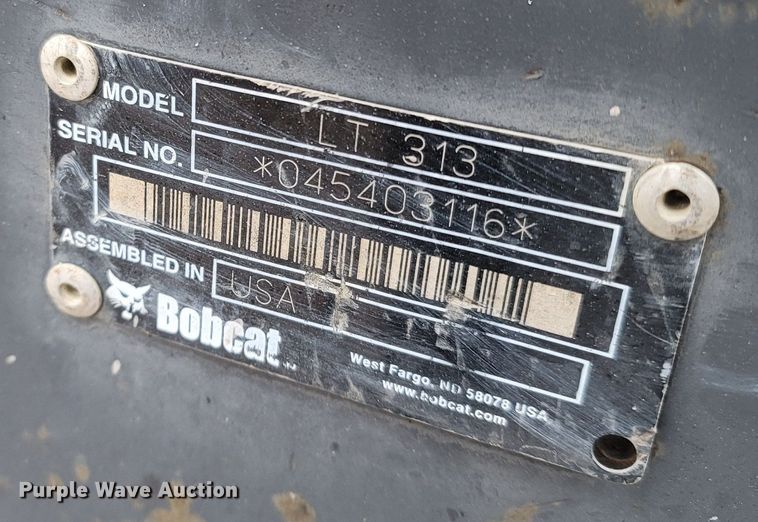 MODEL LT 313
SERIAL NO. *045403116*
ASSEMBLED IN USA
Bobcat
West Fargo, ND 58078 USA
www.bobcat.com
Purple Wave Auction